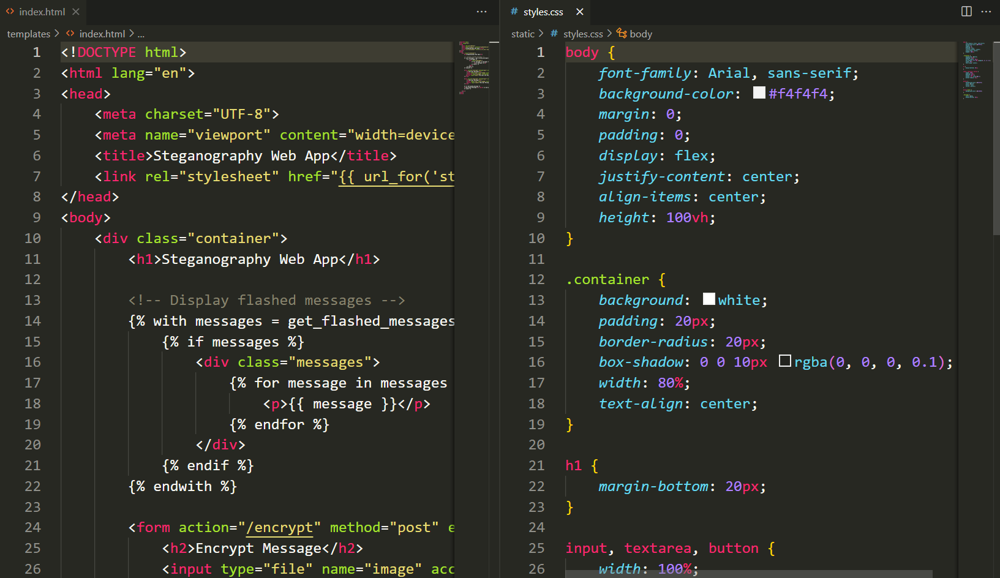 index.html
templates > index.html > ...
1 <!DOCTYPE html>
2 <html lang="en">
3 <head>
4     <meta charset="UTF-8">
5     <meta name="viewport" content="width=device
6     <title>Steganography Web App</title>
7     <link rel="stylesheet" href="{{ url_for('st
8 </head>
9 <body>
10     <div class="container">
11         <h1>Steganography Web App</h1>
12
13         <!-- Display flashed messages -->
14         {% with messages = get_flashed_messages
15             {% if messages %}
16                 <div class="messages">
17                     {% for message in messages
18                         <p>{{ message }}</p>
19                     {% endfor %}
20                 </div>
21             {% endif %}
22         {% endwith %}
23
24         <form action="/encrypt" method="post" e
25             <h2>Encrypt Message</h2>
26             <input type="file" name="image" acc
# styles.css
static > # styles.css > body
1 body {
2     font-family: Arial, sans-serif;
3     background-color: #f4f4f4;
4     margin: 0;
5     padding: 0;
6     display: flex;
7     justify-content: center;
8     align-items: center;
9     height: 100vh;
10 }
11
12 .container {
13     background: white;
14     padding: 20px;
15     border-radius: 20px;
16     box-shadow: 0 0 10px rgba(0, 0, 0, 0.1);
17     width: 80%;
18     text-align: center;
19 }
20
21 h1 {
22     margin-bottom: 20px;
23 }
24
25 input, textarea, button {
26     width: 100%;